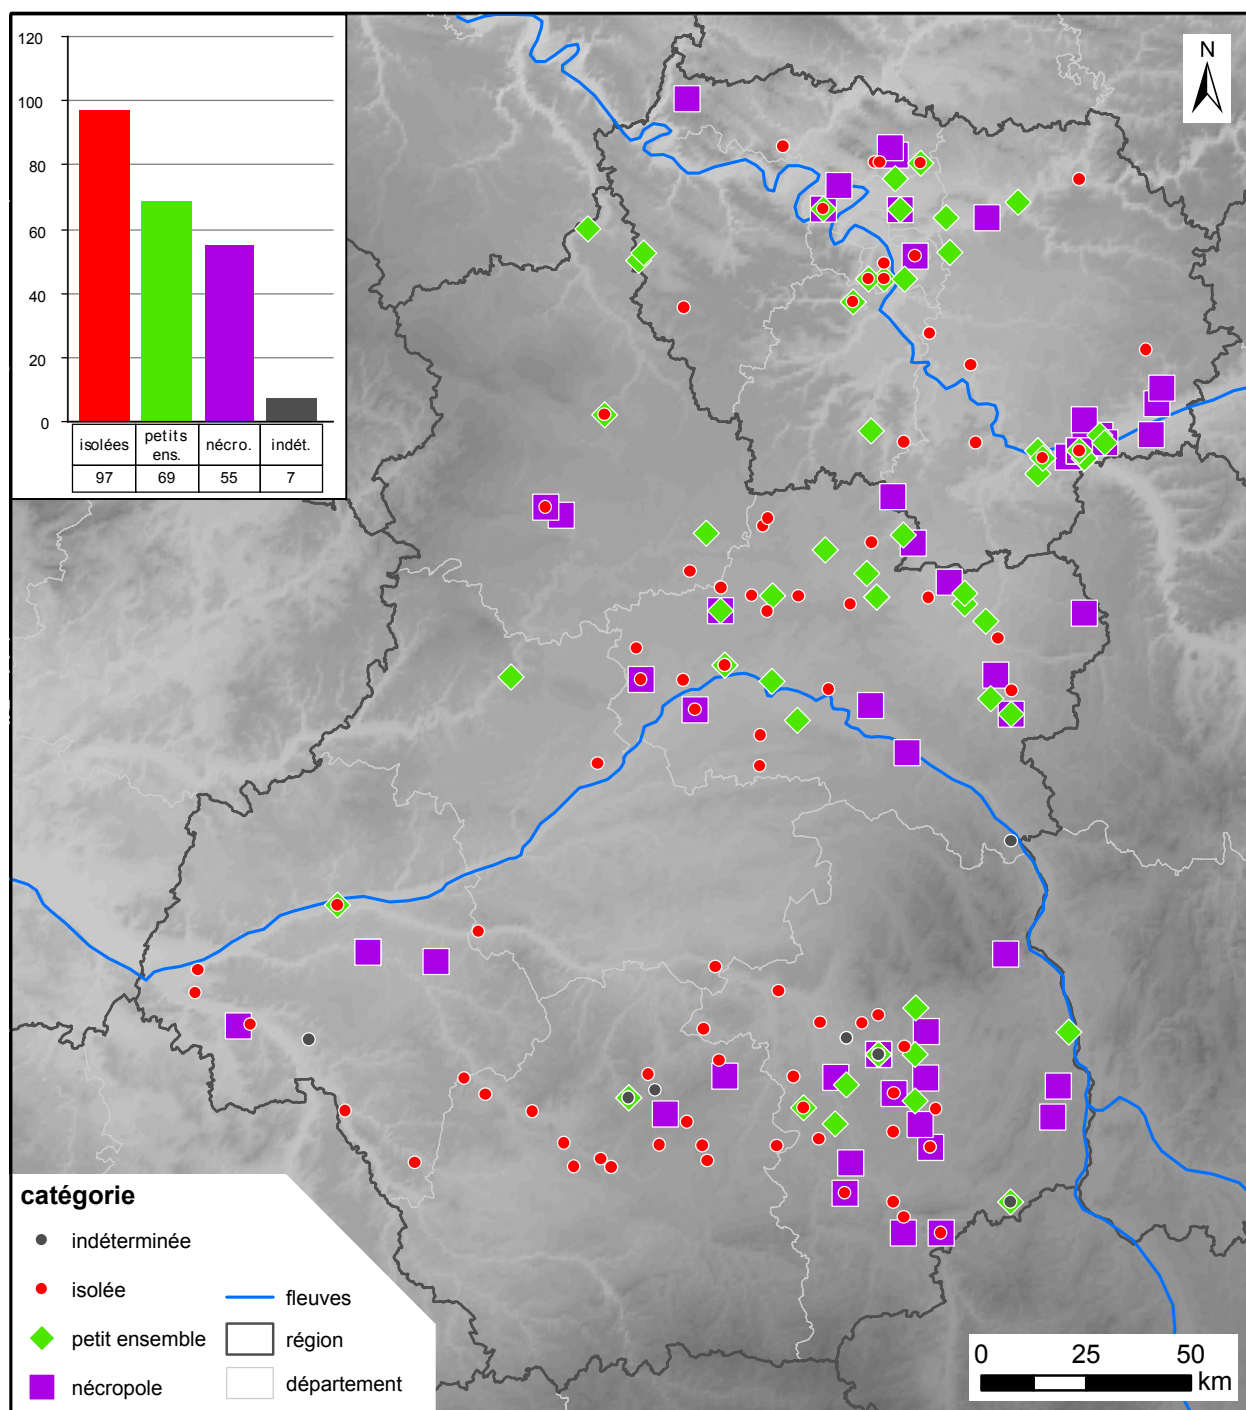 120
100
80
60
40
20
0
isolées petits ens. nécro. indét.
97 69 55 7
N
catégorie
indéterminée
isolée
petit ensemble
nécropole
fleuves
région
département
0 25 50
km